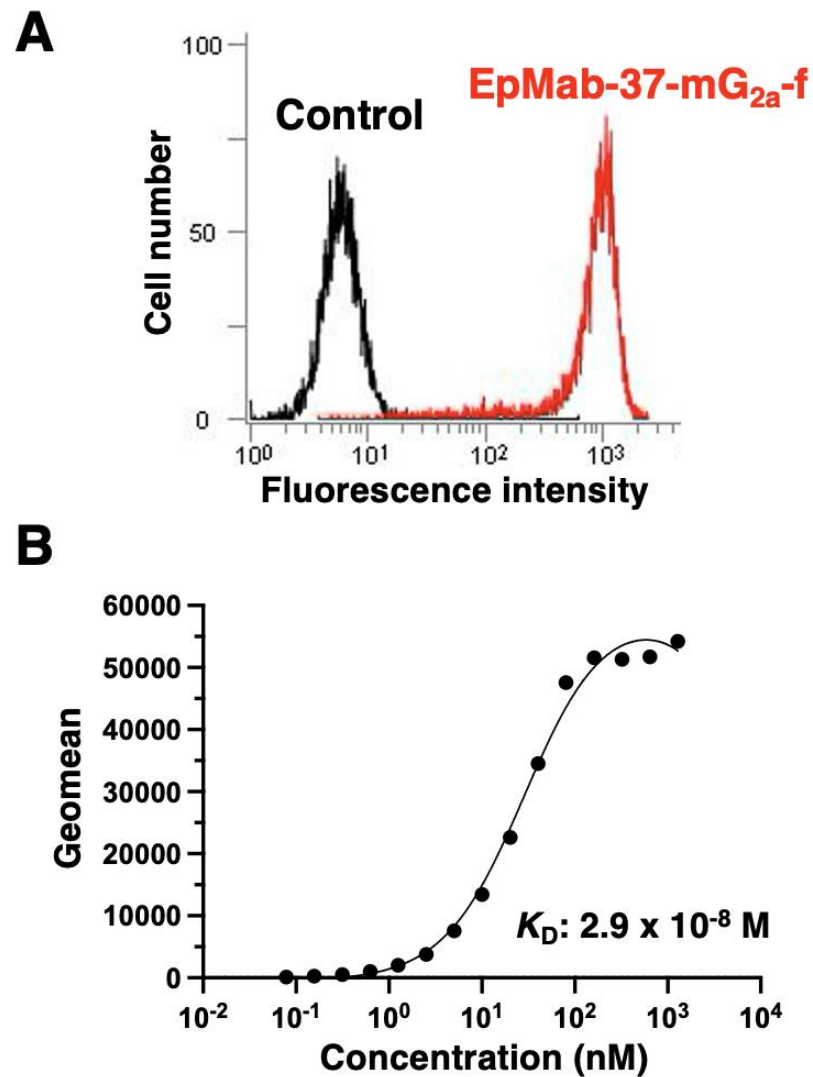 A
EpMab-37-mG2a-f
Control
100
50
0
Cell number
10⁰ 10¹ 10² 10³
Fluorescence intensity
B
60000
50000
40000
30000
20000
10000
0
Geomean
KD: 2.9 x 10⁻⁸ M
10⁻² 10⁻¹ 10⁰ 10¹ 10² 10³ 10⁴
Concentration (nM)